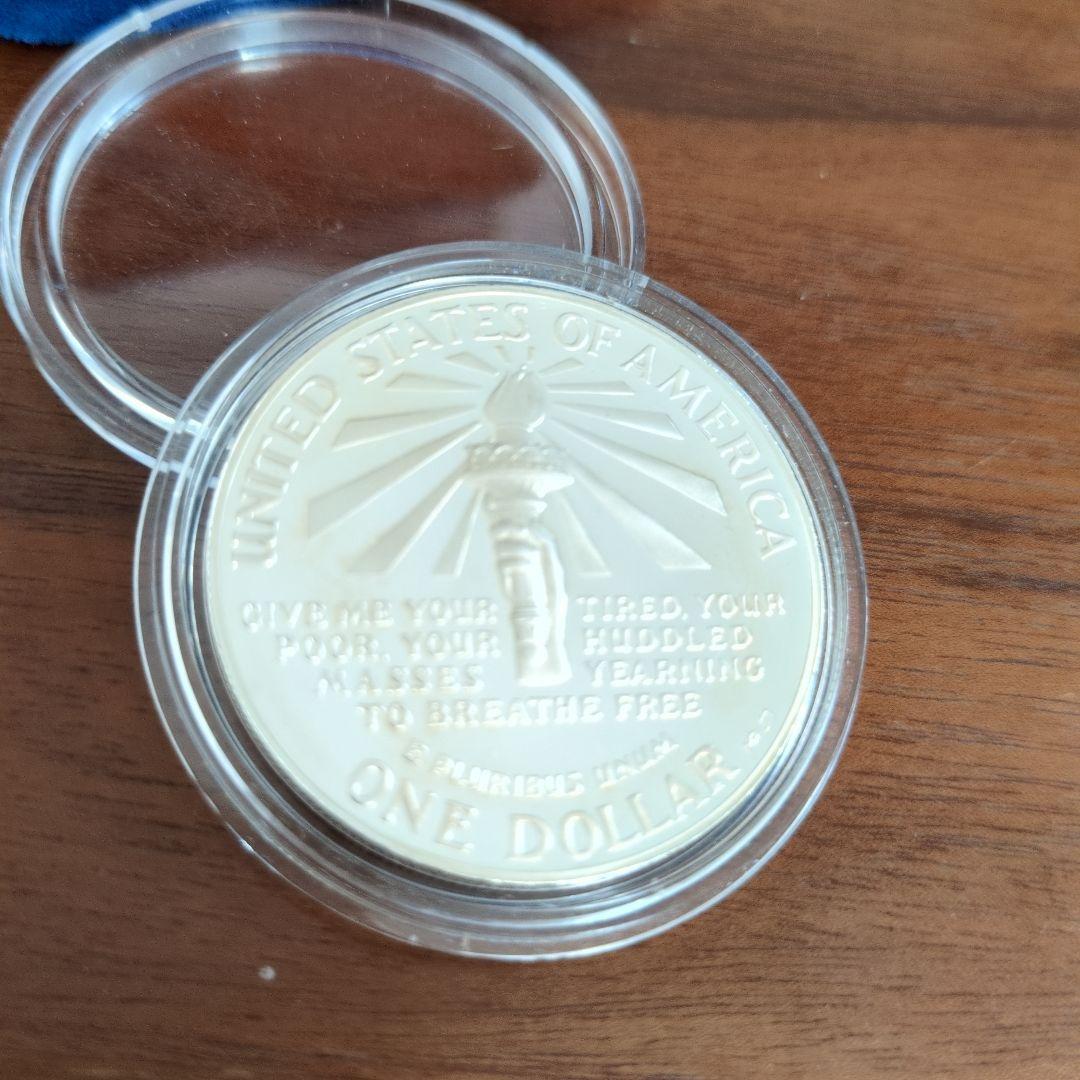 UNITED STATES OF AMERICA
GIVE ME YOUR TIRED, YOUR
POOR, YOUR HUDDLED
MASSES YEARNING
TO BREATHE FREE
E PLURIBUS UNUM
ONE DOLLAR